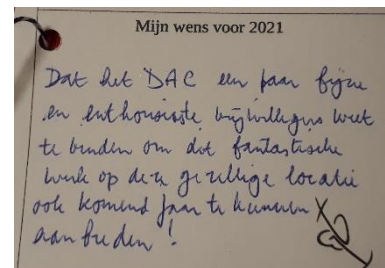 Mijn wens voor 2021
Dat het DAC een paar fijne
en enthousiaste vrijwilligers weet
te vinden om dit fantastische
werk op deze gezellige locatie
ook komend jaar te kunnen
aanbieden!